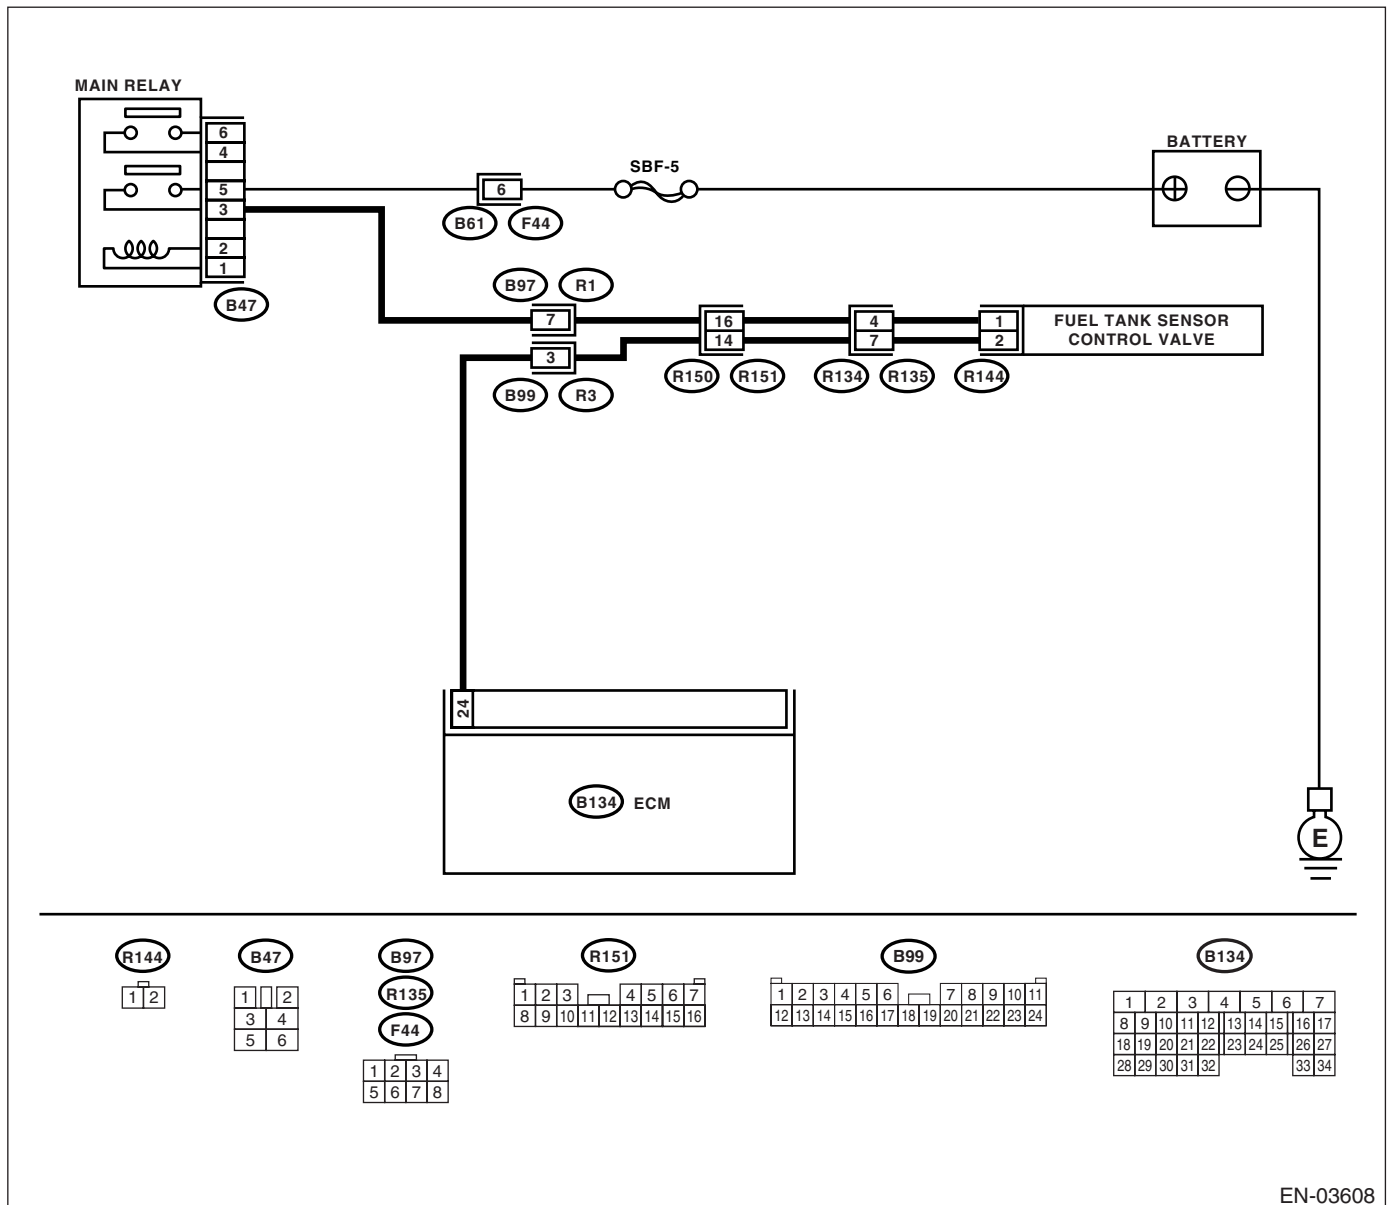 MAIN RELAY
6
4
5
3
2
1
B47
6
B61 F44
SBF-5
BATTERY
B97 R1
7
3
B99 R3
16
14
R150 R151
4
7
R134 R135
1
2
R144
FUEL TANK SENSOR
CONTROL VALVE
24
B134 ECM
E
R144
1 2
B47
1 2
3 4
5 6
B97
R135
F44
1 2 3 4
5 6 7 8
R151
1 2 3 4 5 6 7
8 9 10 11 12 13 14 15 16
B99
1 2 3 4 5 6 7 8 9 10 11
12 13 14 15 16 17 18 19 20 21 22 23 24
B134
1 2 3 4 5 6 7
8 9 10 11 12 13 14 15 16 17
18 19 20 21 22 23 24 25 26 27
28 29 30 31 32 33 34
EN-03608